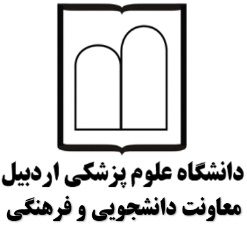 دانشگاه علوم پزشکی اردبیل
معاونت دانشجویی و فرهنگی